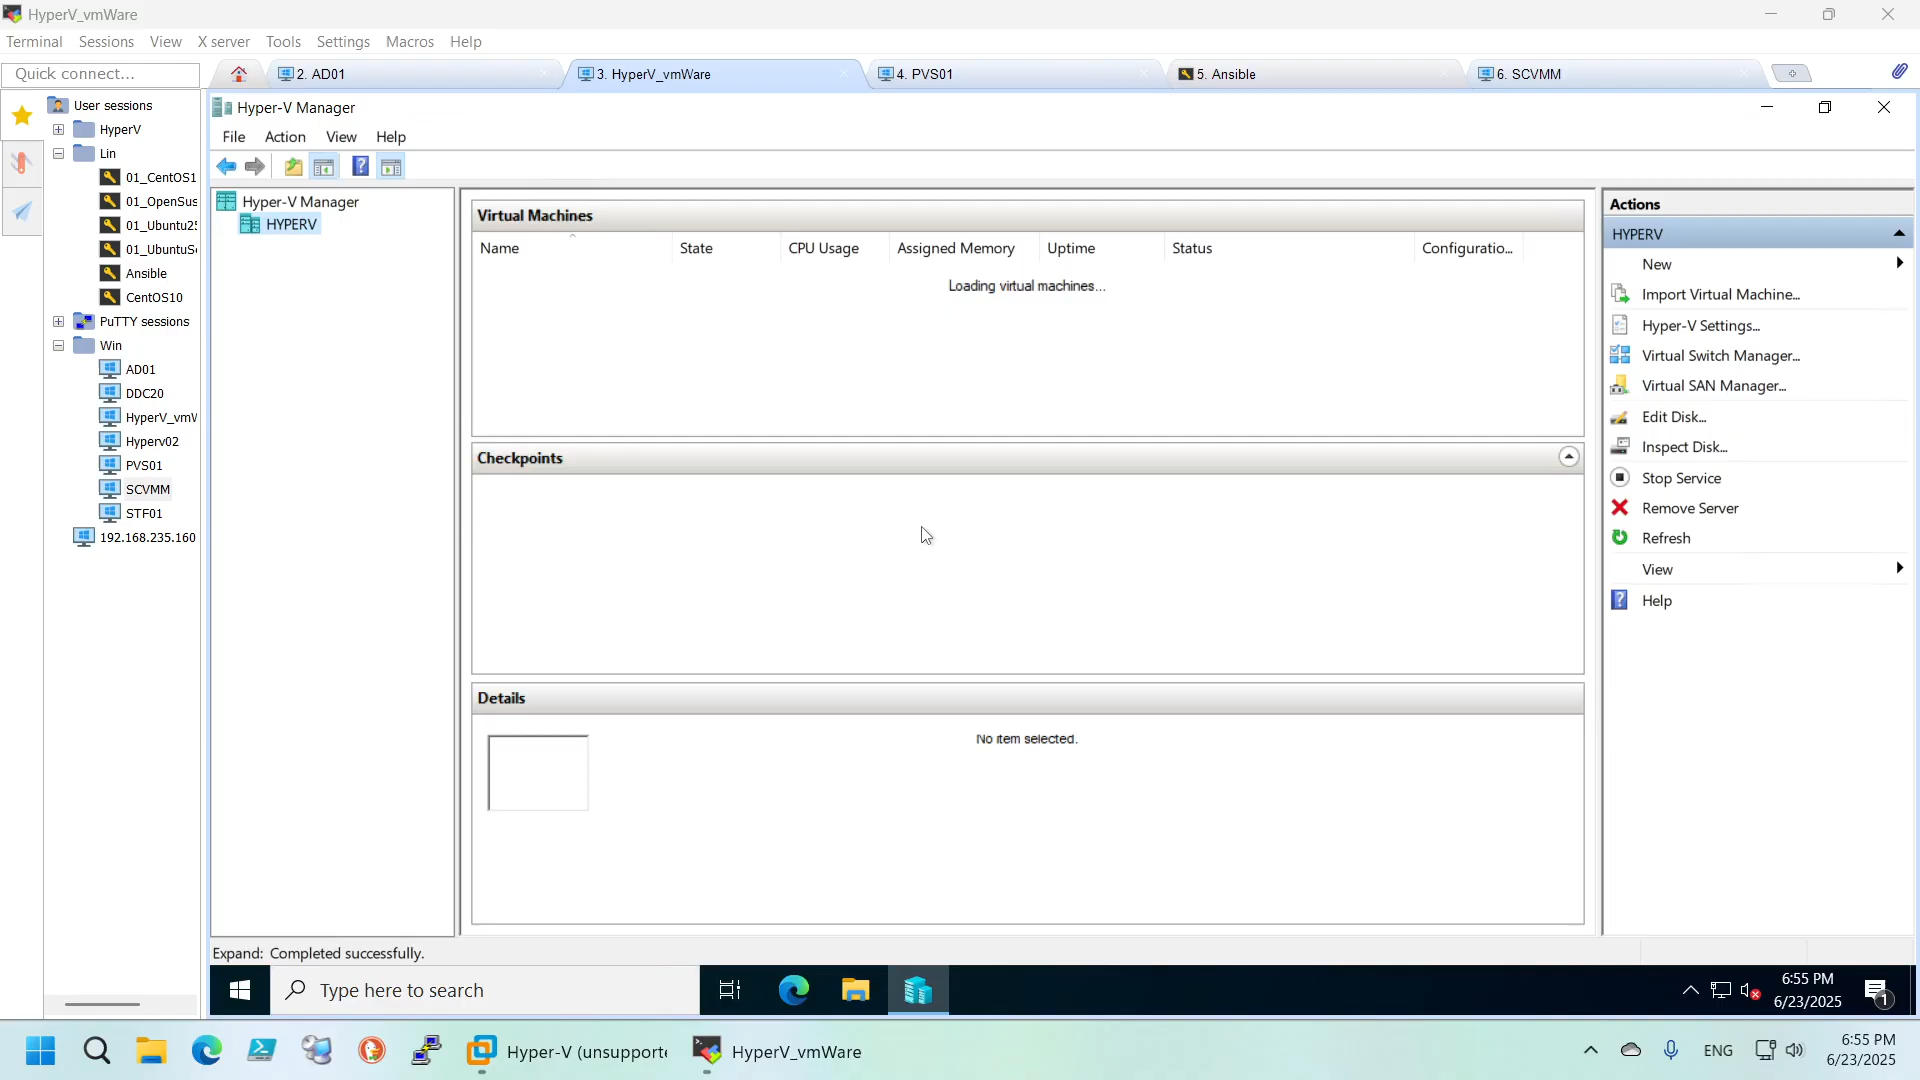 HyperV_vmWare
Terminal Sessions View X server Tools Settings Macros Help
Quick connect...
2. AD01
3. HyperV_vmWare
4. PVS01
5. Ansible
6. SCVMM
User sessions
HyperV
Lin
01_CentOS1
01_OpenSus
01_Ubuntu2
01_UbuntuS
Ansible
CentOS10
PuTTY sessions
Win
AD01
DDC20
HyperV_vmV
Hyperv02
PVS01
SCVMM
STF01
192.168.235.160
Hyper-V Manager
File Action View Help
Hyper-V Manager
HYPERV
Virtual Machines
Name State CPU Usage Assigned Memory Uptime Status Configuratio...
Loading virtual machines...
Checkpoints
Details
No item selected.
Actions
HYPERV
New
Import Virtual Machine...
Hyper-V Settings...
Virtual Switch Manager...
Virtual SAN Manager...
Edit Disk...
Inspect Disk...
Stop Service
Remove Server
Refresh
View
Help
Expand: Completed successfully.
Type here to search
6:55 PM
6/23/2025
1
Hyper-V (unsupporte
HyperV_vmWare
ENG
6:55 PM
6/23/2025